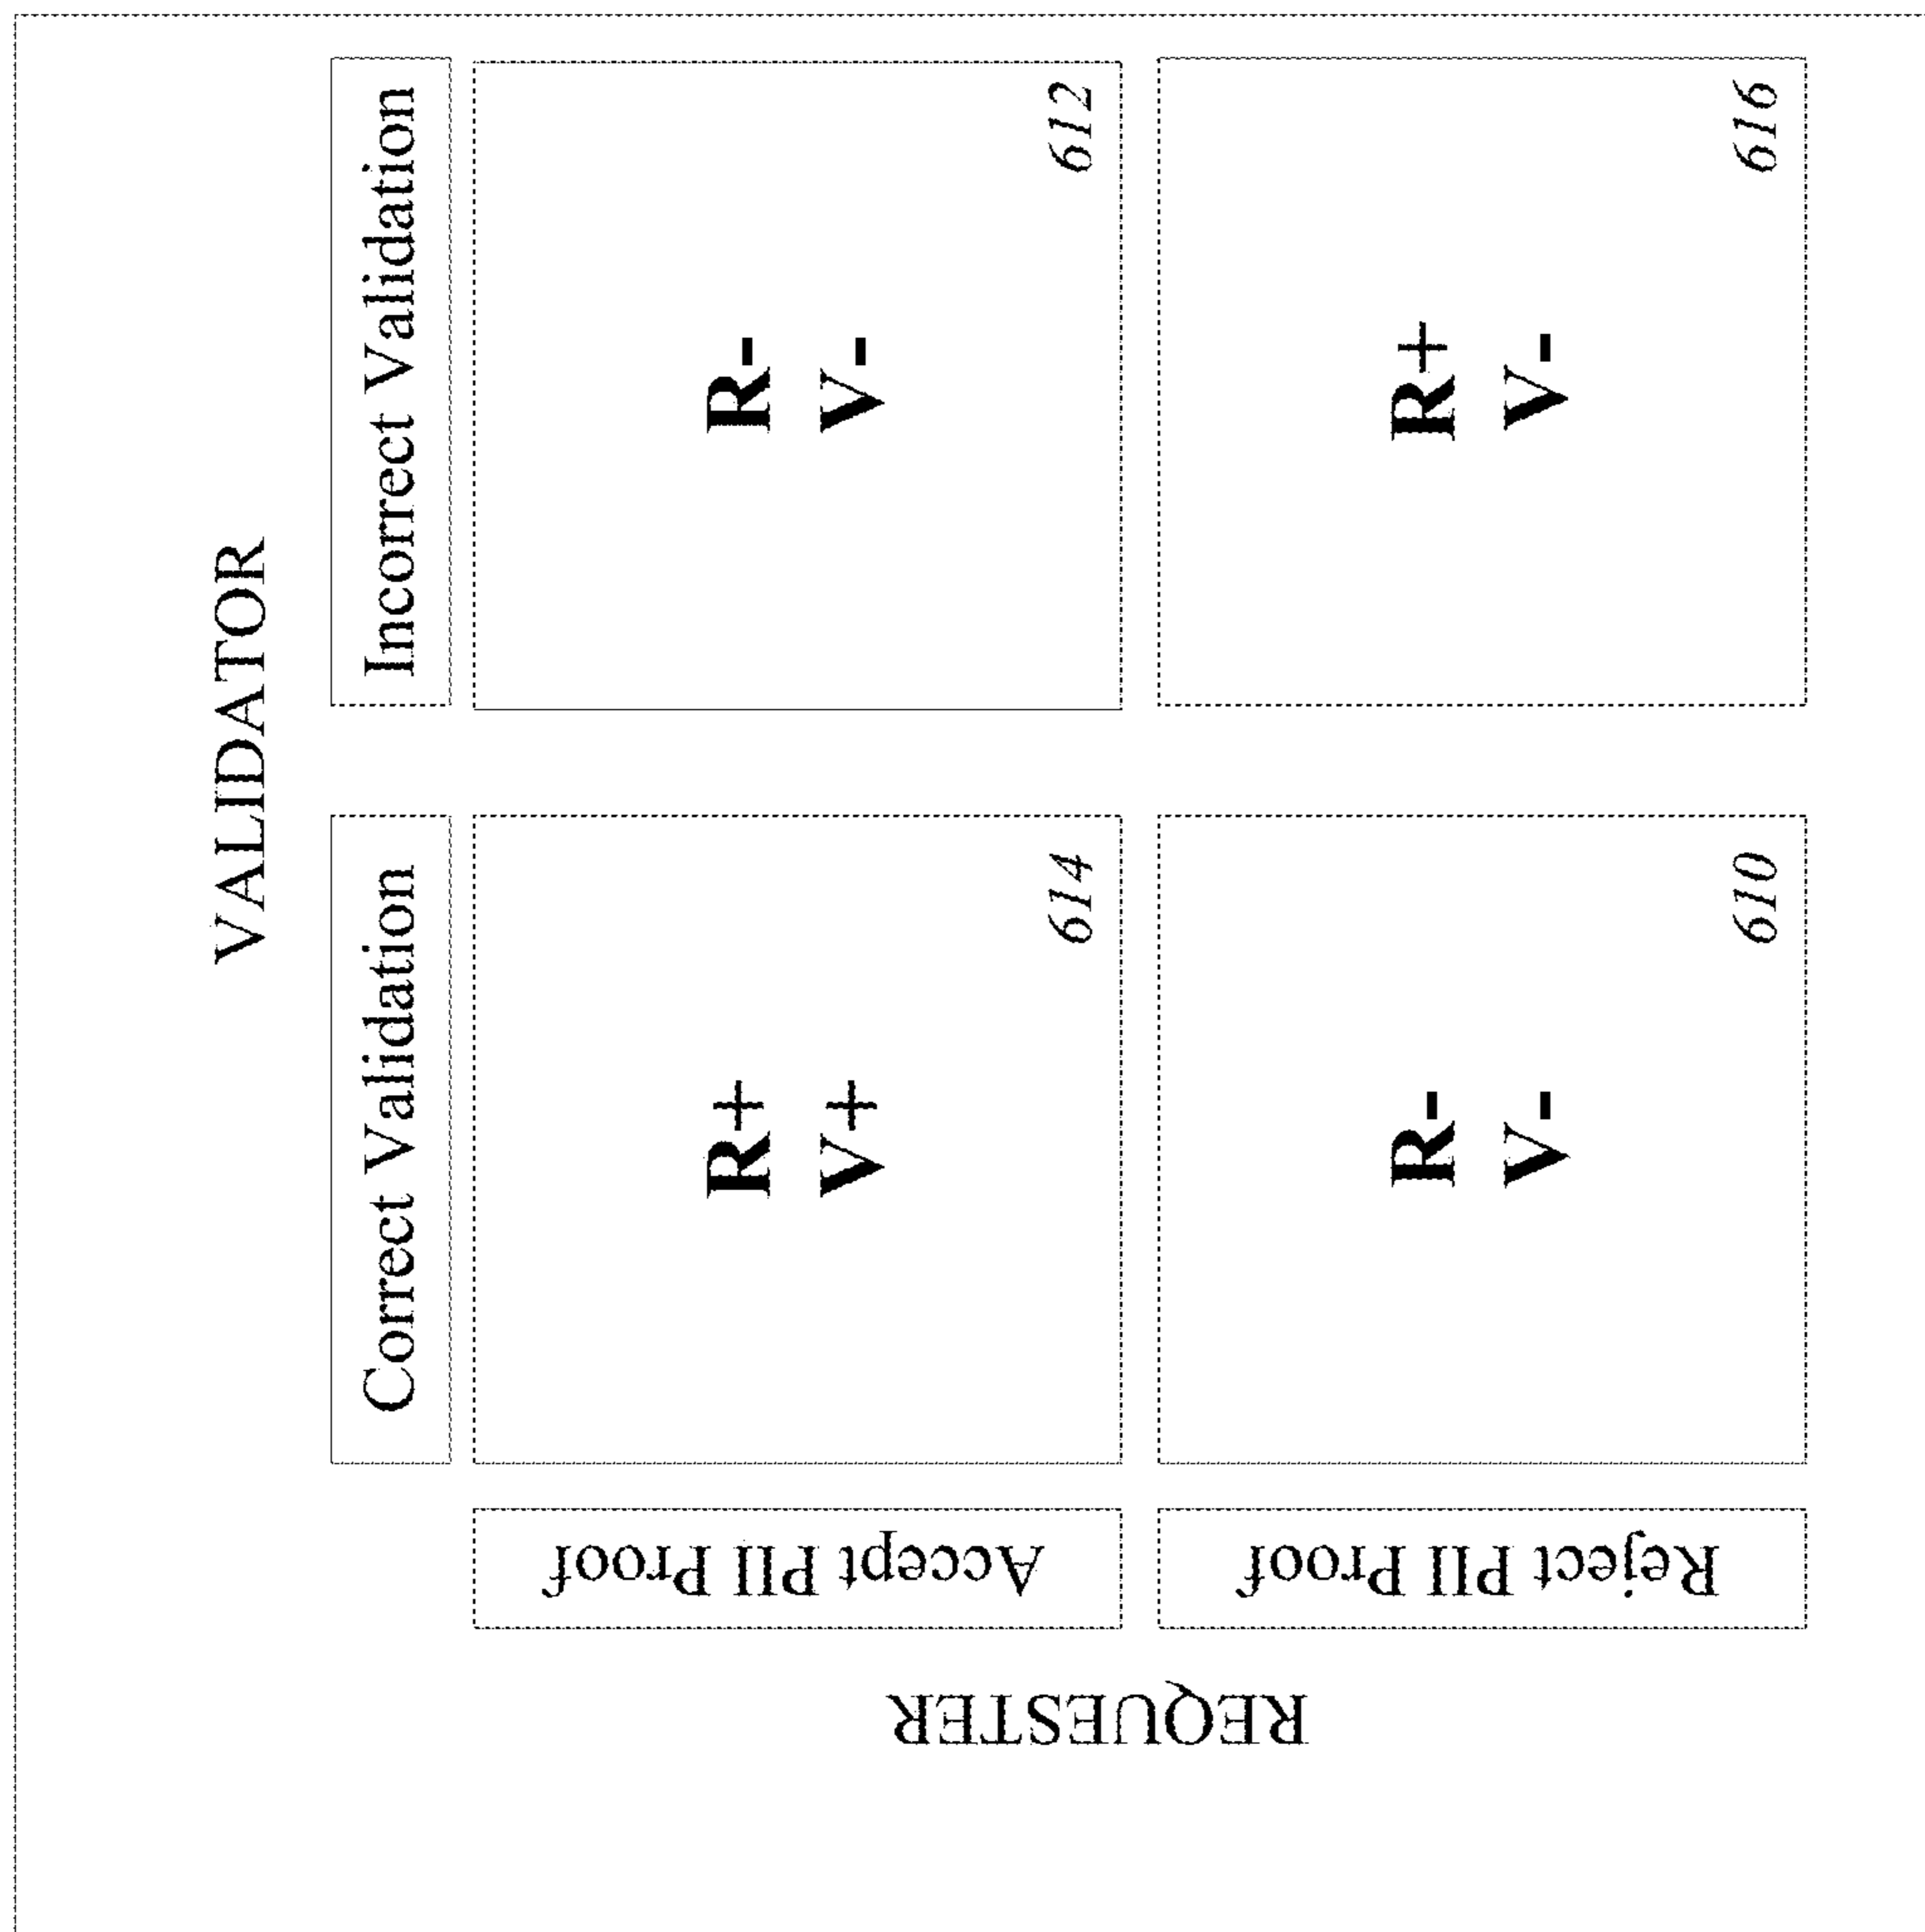 VALIDATOR
Correct Validation
Incorrect Validation
REQUESTER
Accept PII Proof
R+
V+
614
R-
V-
612
Reject PII Proof
R-
V-
610
R+
V-
616